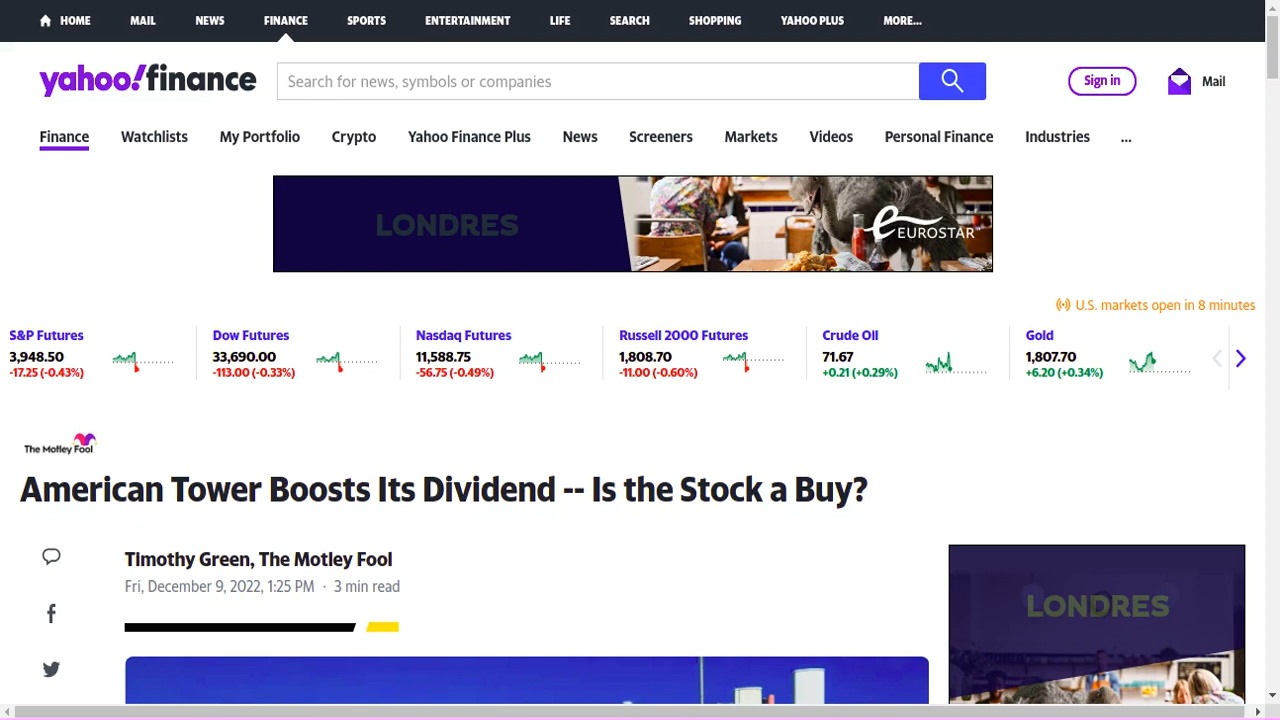 HOME MAIL NEWS FINANCE SPORTS ENTERTAINMENT LIFE SEARCH SHOPPING YAHOO PLUS MORE...
yahoo!finance
Search for news, symbols or companies
Sign in
Mail
Finance Watchlists My Portfolio Crypto Yahoo Finance Plus News Screeners Markets Videos Personal Finance Industries ...
LONDRES
EUROSTAR™
U.S. markets open in 8 minutes
S&P Futures
3,948.50
-17.25 (-0.43%)
Dow Futures
33,690.00
-113.00 (-0.33%)
Nasdaq Futures
11,588.75
-56.75 (-0.49%)
Russell 2000 Futures
1,808.70
-11.00 (-0.60%)
Crude Oil
71.67
+0.21 (+0.29%)
Gold
1,807.70
+6.20 (+0.34%)
The Motley Fool
American Tower Boosts Its Dividend -- Is the Stock a Buy?
Timothy Green, The Motley Fool
Fri, December 9, 2022, 1:25 PM · 3 min read
LONDRES